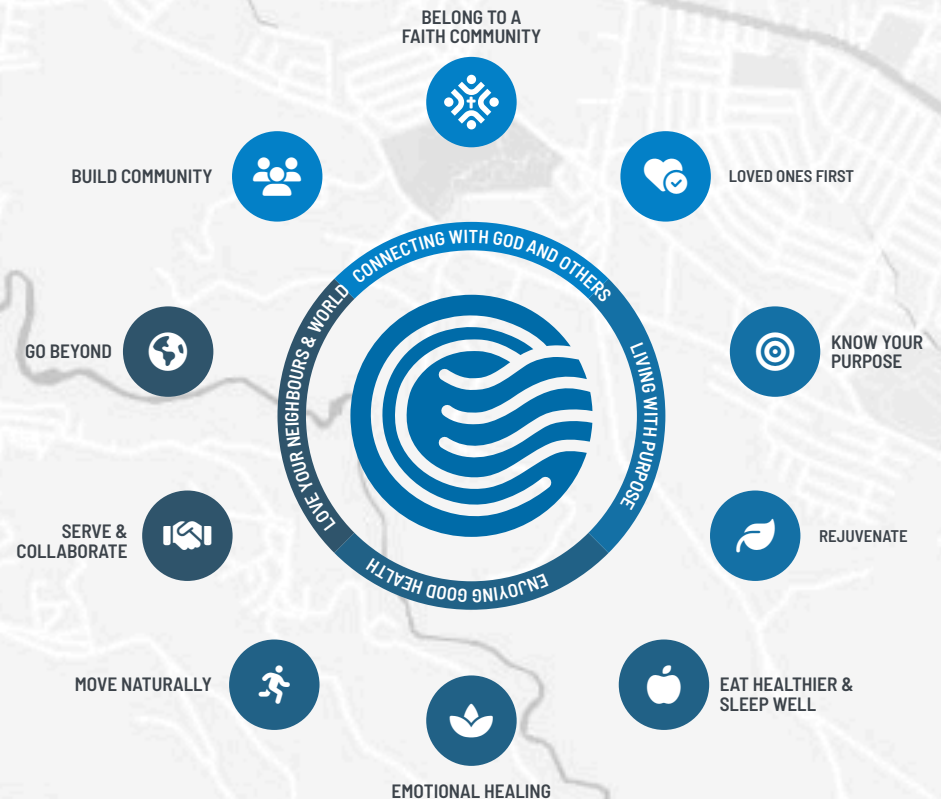 BELONG TO A
FAITH COMMUNITY
BUILD COMMUNITY
LOVED ONES FIRST
CONNECTING WITH GOD AND OTHERS
LOVE YOUR NEIGHBOURS & WORLD
LIVING WITH PURPOSE
GO BEYOND
KNOW YOUR
PURPOSE
SERVE &
COLLABORATE
REJUVENATE
ENJOYING GOOD HEALTH
MOVE NATURALLY
EAT HEALTHIER &
SLEEP WELL
EMOTIONAL HEALING